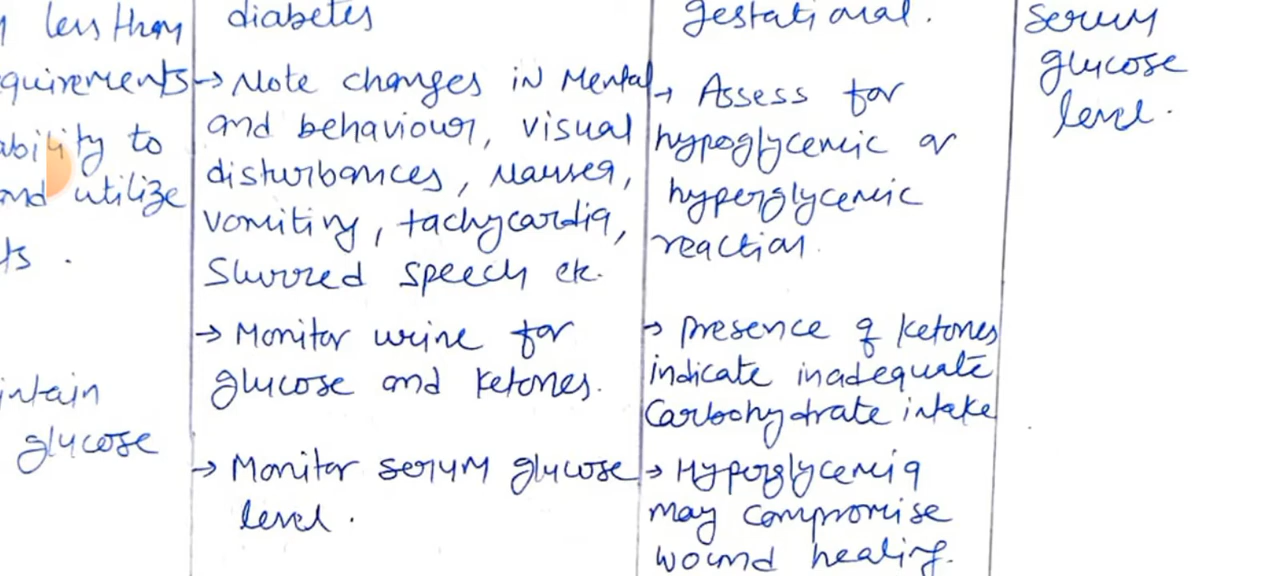 less than
quirements
ability to
and utilize
ts .
intain
glucose
diabetes
→ Note changes in Mental
and behaviour, visual
disturbances, nausea,
vomiting, tachycardia,
Slurred speech etc.
→ Monitor urine for
glucose and ketones.
→ Monitor serum glucose
level.
gestational.
→ Assess for
hypoglycemic or
hyperglycemic
reaction.
→ presence of ketones
indicate inadequate
Carbohydrate intake
→ Hyperglycemia
may compromise
wound healing.
serum
glucose
level.